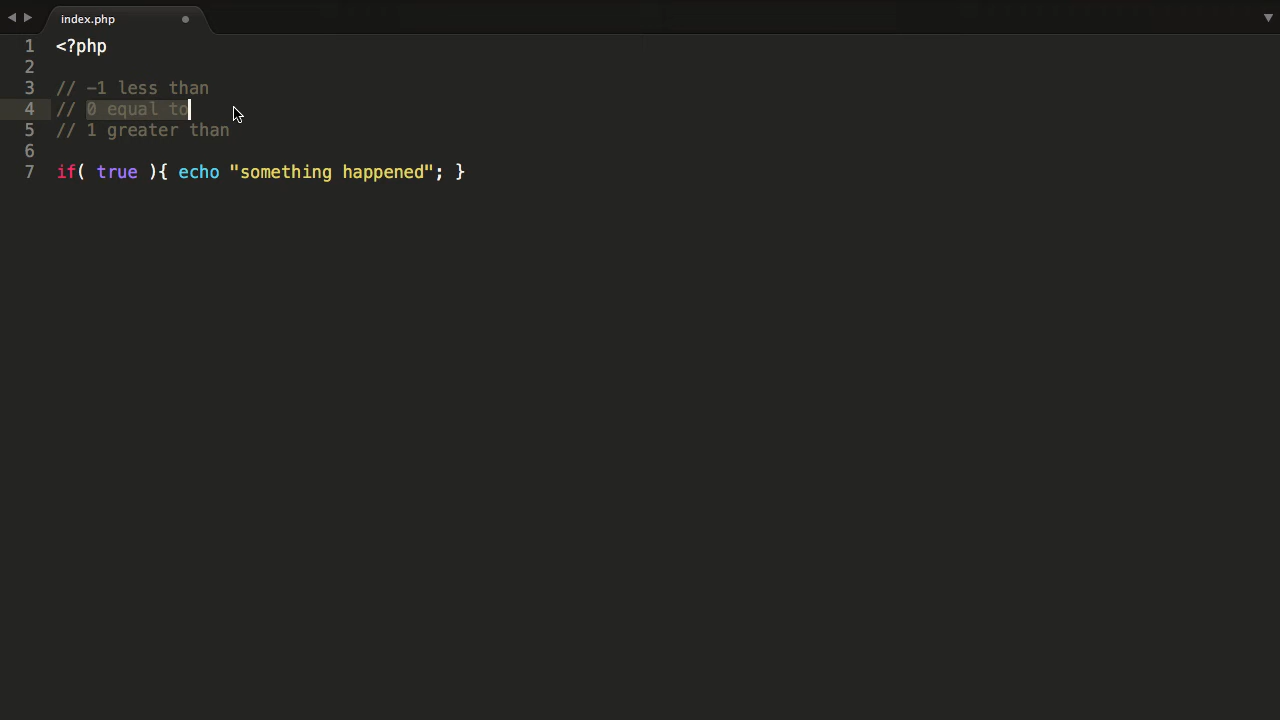 index.php
1 <?php
2
3 // -1 less than
4 // 0 equal to
5 // 1 greater than
6
7 if( true ){ echo "something happened"; }